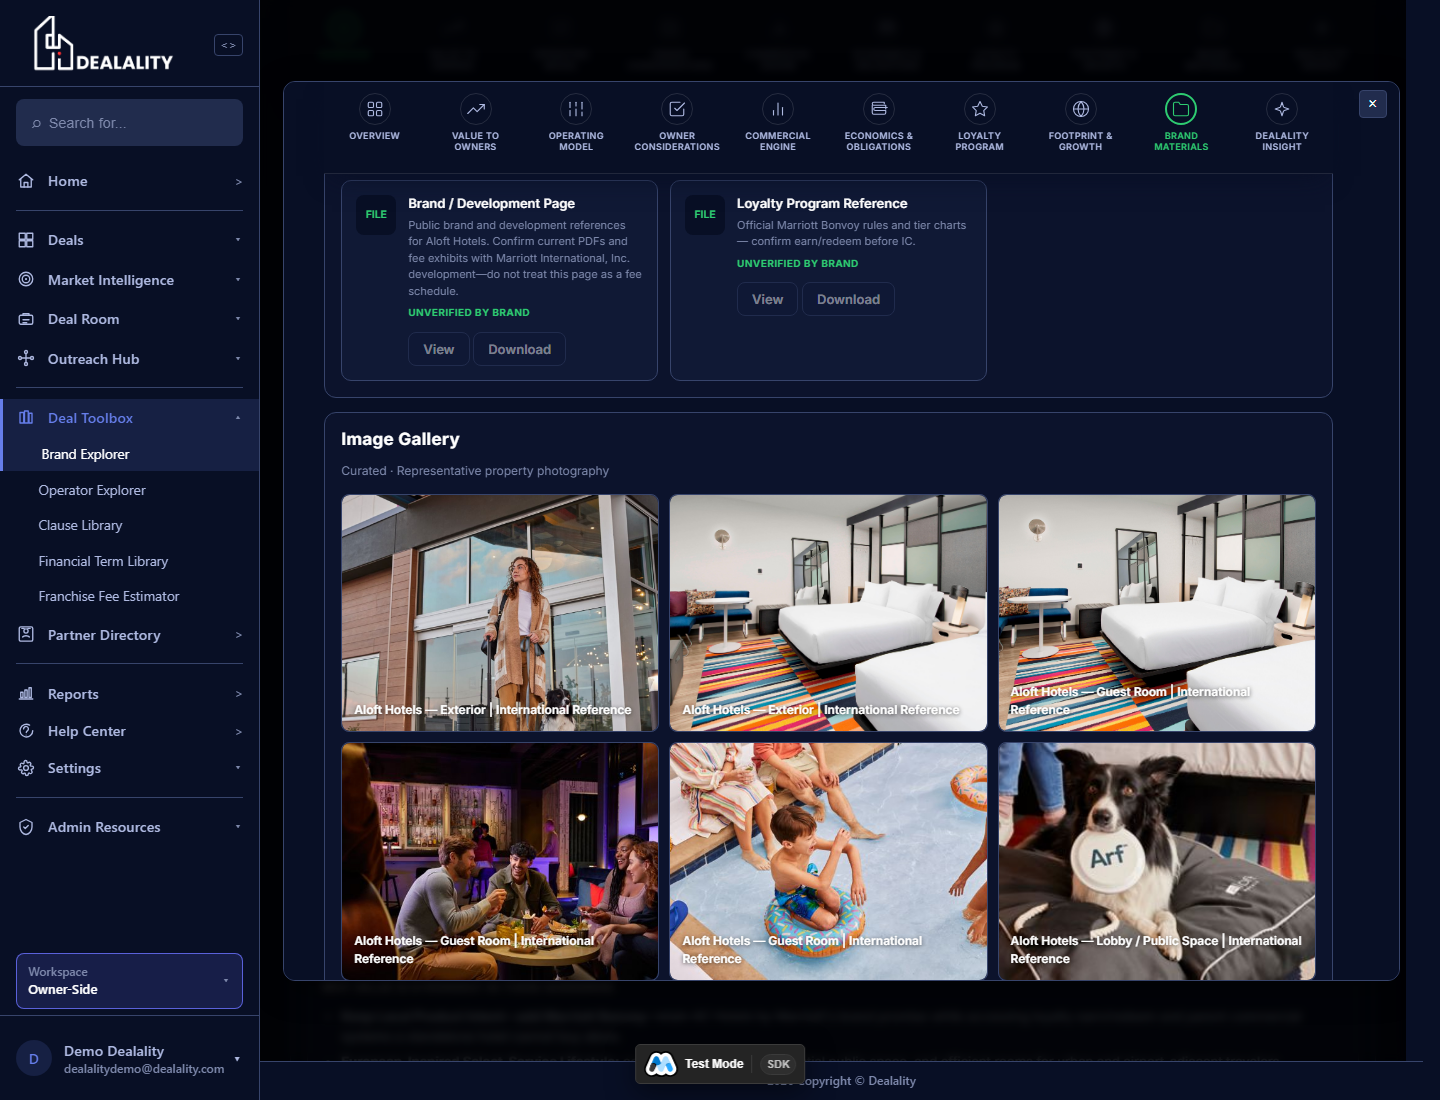 DEALALITY
<>
Search for...
Home
Deals
Market Intelligence
Deal Room
Outreach Hub
Deal Toolbox
Brand Explorer
Operator Explorer
Clause Library
Financial Term Library
Franchise Fee Estimator
Partner Directory
Reports
Help Center
Settings
Admin Resources
Workspace
Owner-Side
D
Demo Dealality
dealalitydemo@dealality.com
OVERVIEW
VALUE TO
OWNERS
OPERATING
MODEL
OWNER
CONSIDERATIONS
COMMERCIAL
ENGINE
ECONOMICS &
OBLIGATIONS
LOYALTY
PROGRAM
FOOTPRINT &
GROWTH
BRAND
MATERIALS
DEALALITY
INSIGHT
×
FILE
Brand / Development Page
Public brand and development references
for Aloft Hotels. Confirm current PDFs and
fee exhibits with Marriott International, Inc.
development—do not treat this page as a fee
schedule.
UNVERIFIED BY BRAND
View
Download
FILE
Loyalty Program Reference
Official Marriott Bonvoy rules and tier charts
— confirm earn/redeem before IC.
UNVERIFIED BY BRAND
View
Download
Image Gallery
Curated · Representative property photography
Aloft Hotels — Exterior | International Reference
Aloft Hotels — Exterior | International Reference
Aloft Hotels — Guest Room | International
Reference
Aloft Hotels — Guest Room | International
Reference
Aloft Hotels — Guest Room | International
Reference
Arf
Aloft Hotels — Lobby / Public Space | International
Reference
Test Mode
SDK
Copyright © Dealality